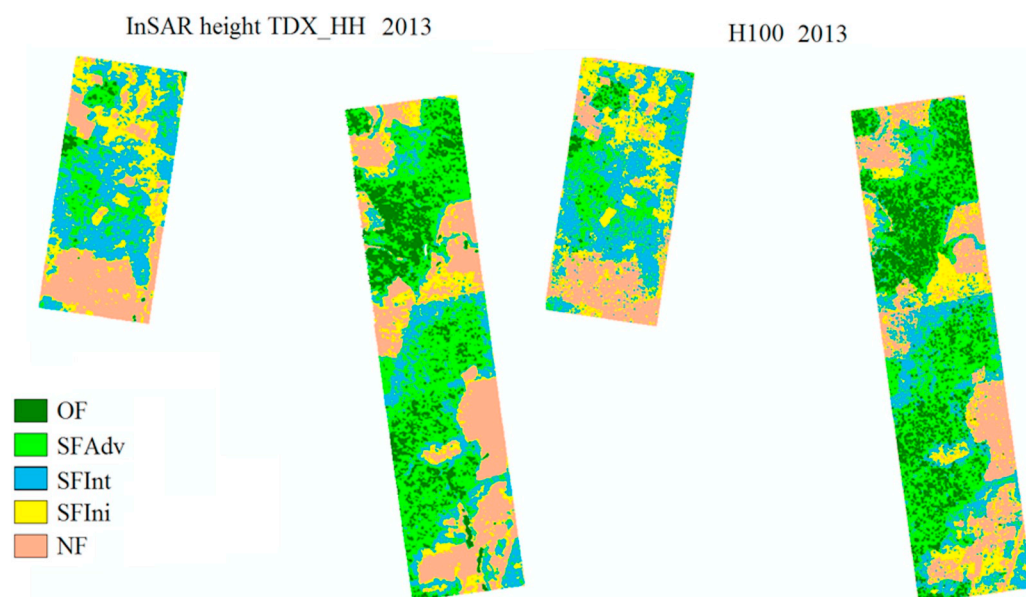 InSAR height TDX_HH 2013
H100 2013
OF
SFAdv
SFInt
SFIni
NF